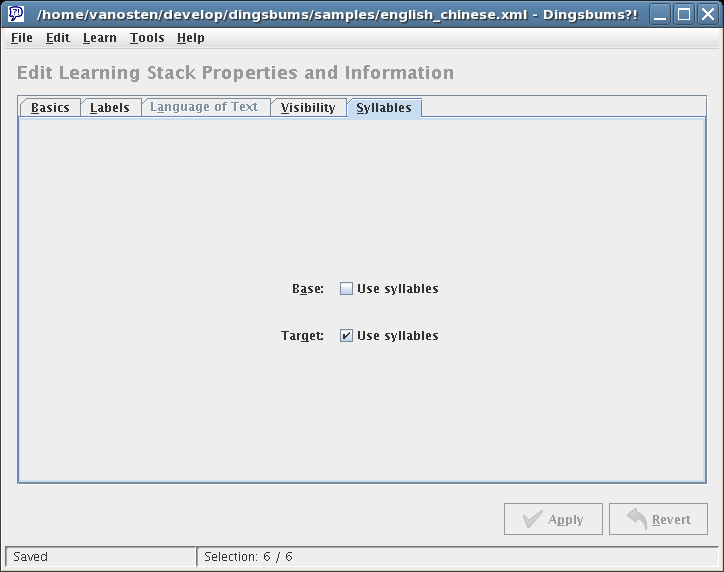 /home/vanosten/develop/dingsbums/samples/english_chinese.xml - Dingsbums?!
File Edit Learn Tools Help
Edit Learning Stack Properties and Information
Basics Labels Language of Text Visibility Syllables
Base: Use syllables
Target: Use syllables
Apply Revert
Saved Selection: 6 / 6